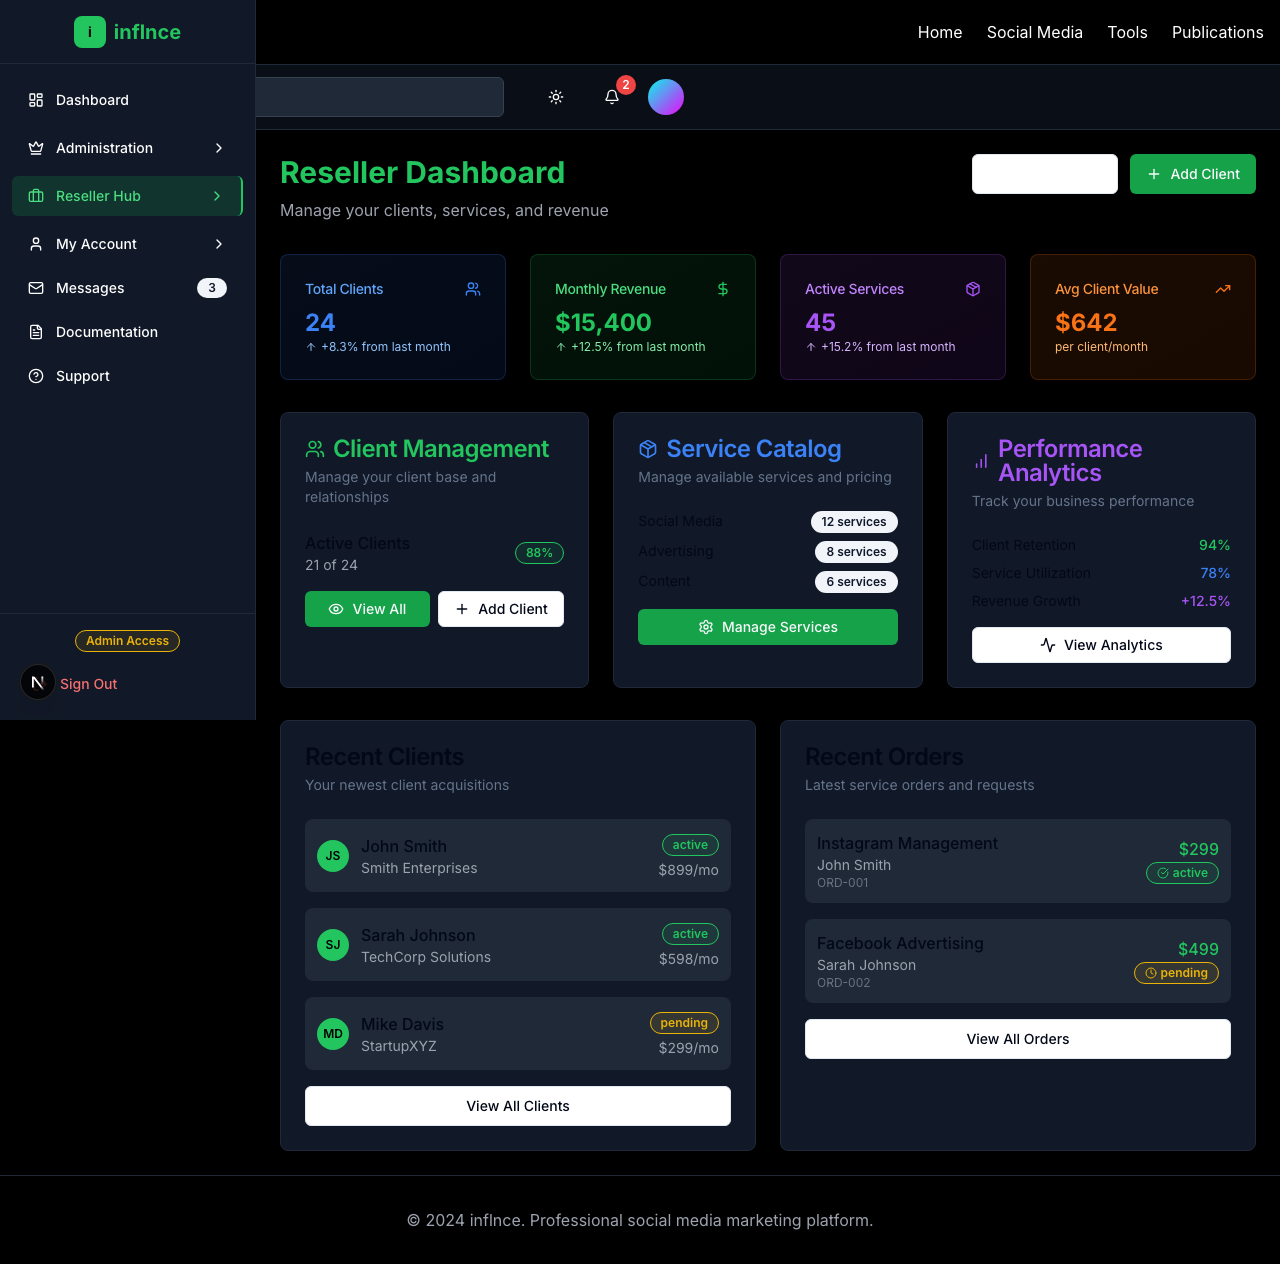 i inflnce
Home Social Media Tools Publications
Dashboard
Administration
Reseller Hub
My Account
Messages 3
Documentation
Support
Admin Access
N Sign Out
2
Reseller Dashboard
Manage your clients, services, and revenue
Add Client
Total Clients
24
+8.3% from last month
Monthly Revenue
$15,400
+12.5% from last month
Active Services
45
+15.2% from last month
Avg Client Value
$642
per client/month
Client Management
Manage your client base and
relationships
Active Clients
21 of 24
88%
View All
Add Client
Service Catalog
Manage available services and pricing
Social Media 12 services
Advertising 8 services
Content 6 services
Manage Services
Performance
Analytics
Track your business performance
Client Retention 94%
Service Utilization 78%
Revenue Growth +12.5%
View Analytics
Recent Clients
Your newest client acquisitions
JS John Smith active
Smith Enterprises $899/mo
SJ Sarah Johnson active
TechCorp Solutions $598/mo
MD Mike Davis pending
StartupXYZ $299/mo
View All Clients
Recent Orders
Latest service orders and requests
Instagram Management $299
John Smith active
ORD-001
Facebook Advertising $499
Sarah Johnson pending
ORD-002
View All Orders
© 2024 inflnce. Professional social media marketing platform.